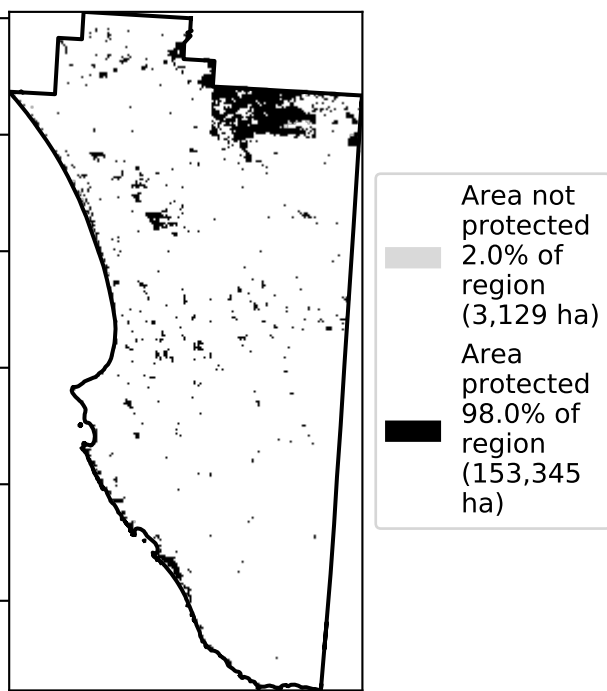 Area not
protected
2.0% of
region
(3,129 ha)
Area
protected
98.0% of
region
(153,345
ha)